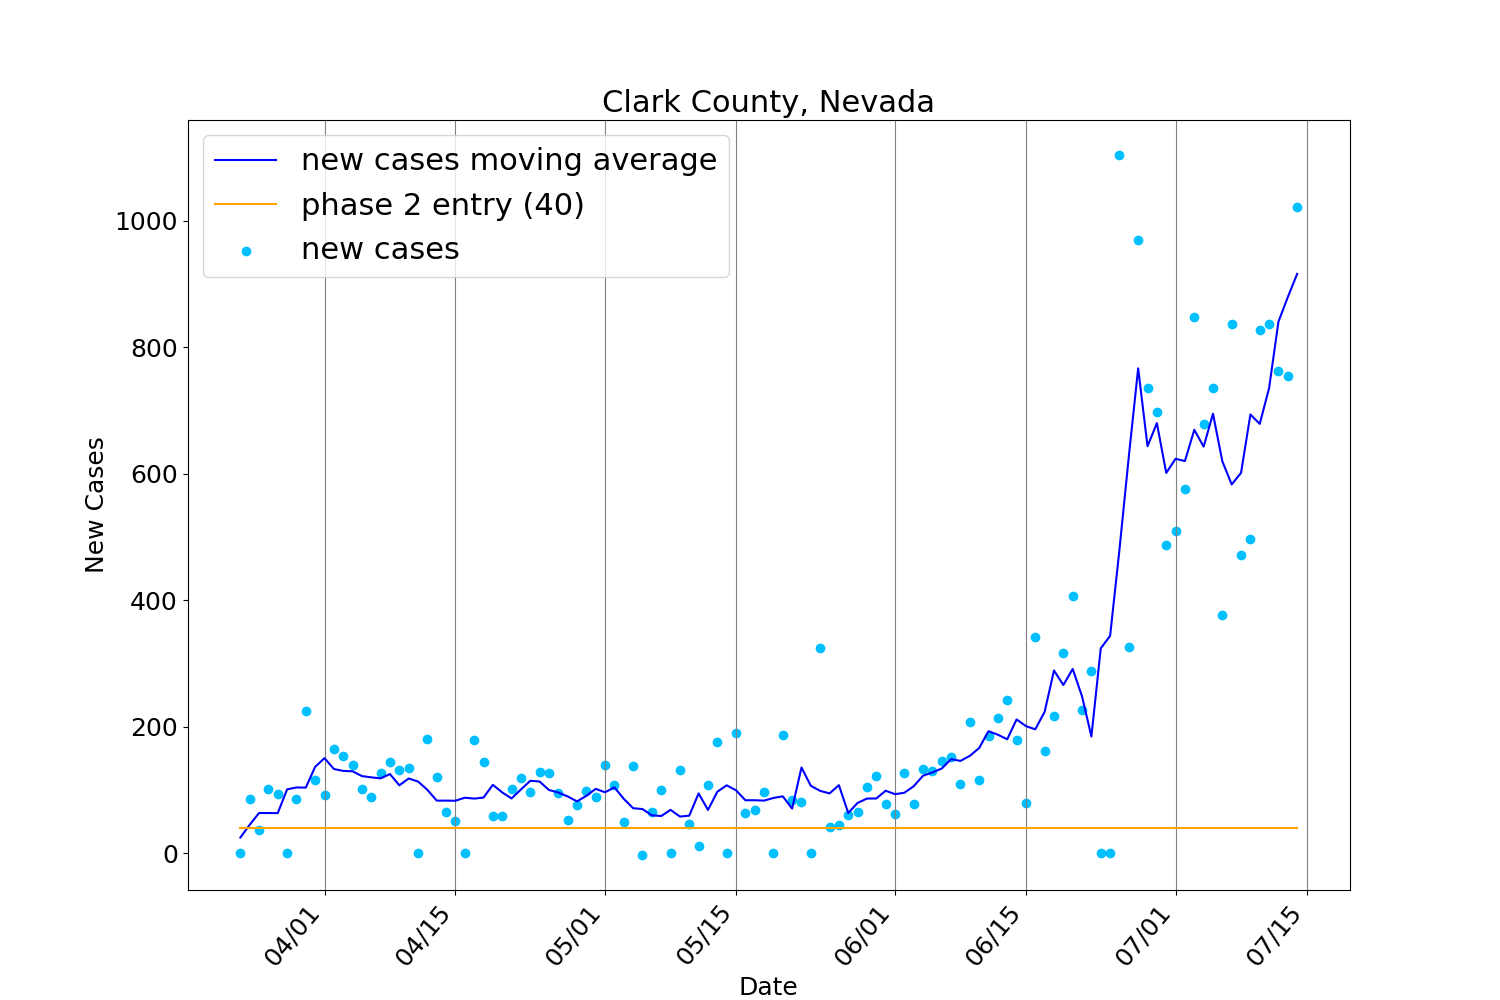 Clark County, Nevada
new cases moving average
phase 2 entry (40)
new cases
1000
800
600
400
200
0
New Cases
04/01
04/15
05/01
05/15
06/01
06/15
07/01
07/15
Date